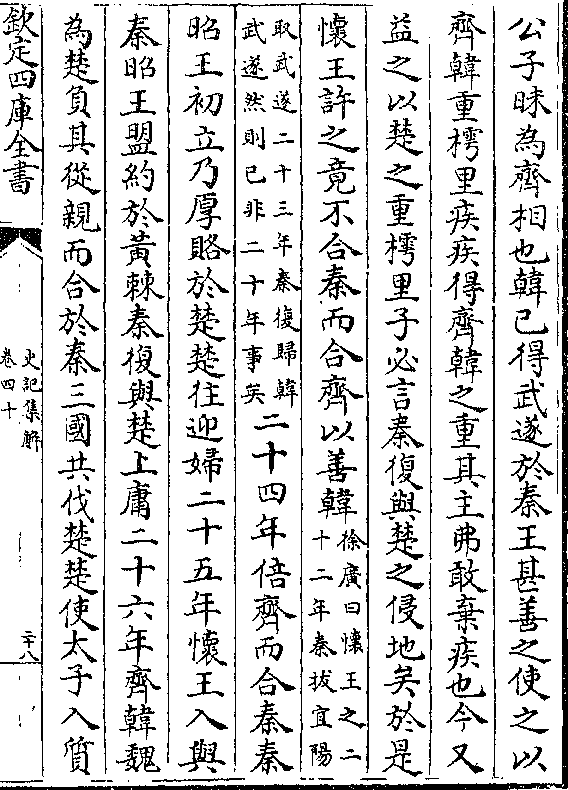 公子昧為齊相也韓已得武遂於秦王甚善之使之以
齊韓重樗里疾疾得齊韓之重其主弗敢棄疾也今又
益之以楚之重樗里子必言秦復與楚之侵地矣於是
懷王許之竟不合秦而合齊以善韓徐廣曰懷王之二
十二年秦拔宜陽
取武遂二十三年秦復歸韓
武遂然則已非二十年事矣
二十四年倍齊而合秦秦
昭王初立乃厚賂於楚楚往迎婦二十五年懷王入與
秦昭王盟約於黃棘秦復與楚上庸二十六年齊韓魏
為楚負其從親而合於秦三國共伐楚楚使太子入質
欽定四庫全書
史記集解
卷四十
二十八